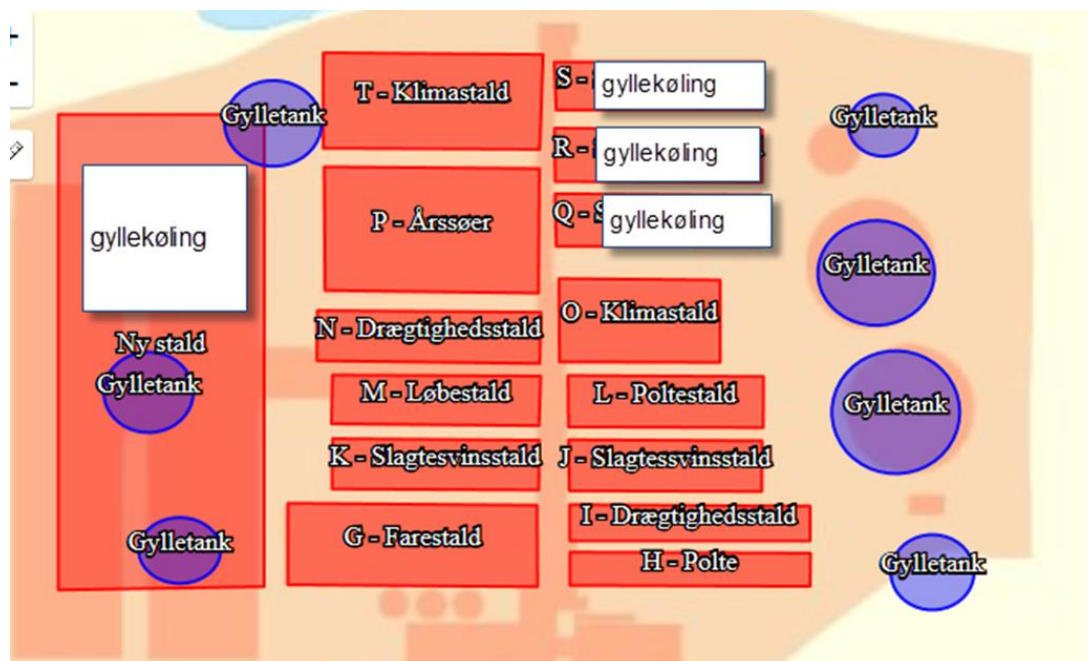 T - Klimastald
S -
gyllekøling
Gylletank
Gylletank
R -
gyllekøling
gyllekøling
P - Årssøer
Q -
gyllekøling
Gylletank
N - Drægtighedsstald
O - Klimastald
Ny stald
Gylletank
M - Løbestald
L - Poltestald
Gylletank
K - Slagtesvinsstald
J - Slagtessvinsstald
I - Drægtighedsstald
G - Farestald
Gylletank
H - Polte
Gylletank